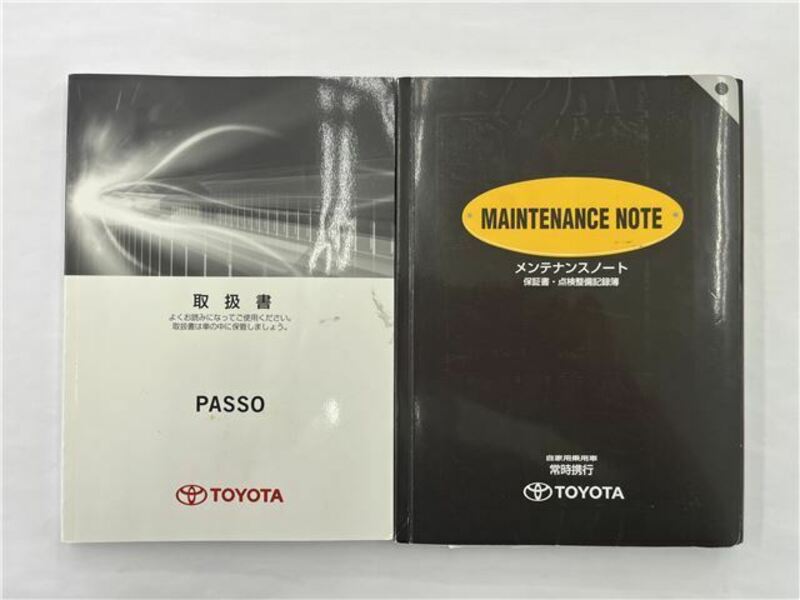 取扱書
よくお読みになってご使用ください。
取扱書は車の中に保管しましょう。
PASSO
TOYOTA
MAINTENANCE NOTE
メンテナンスノート
保証書・点検整備記録簿
自家用乗用車
常時携行
TOYOTA